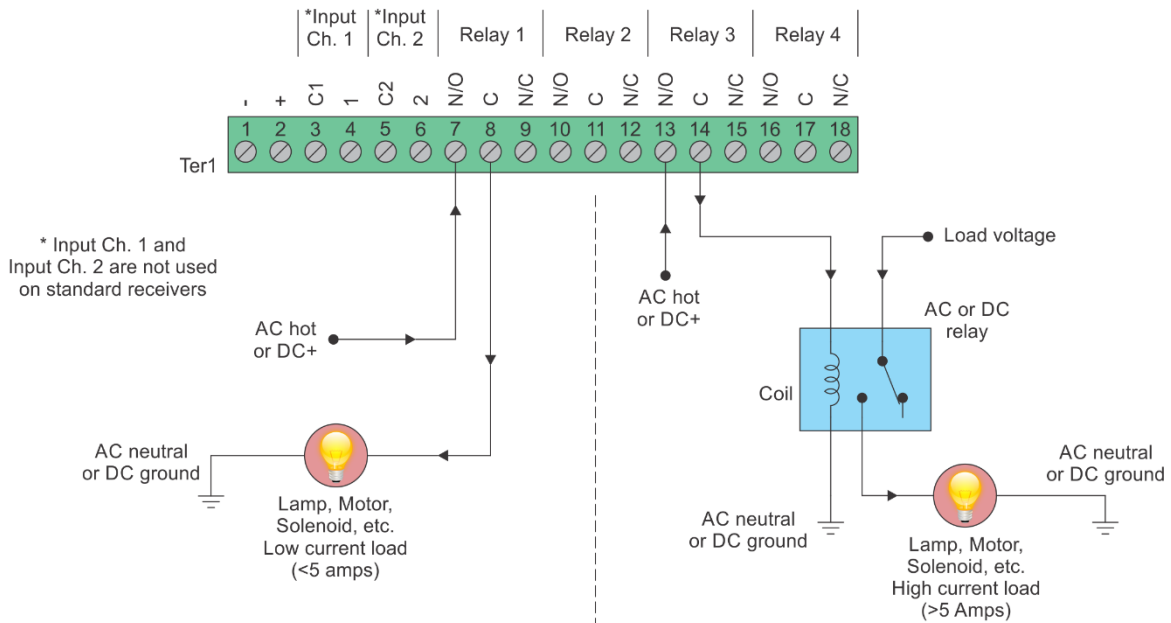 *Input
Ch. 1
*Input
Ch. 2
Relay 1
Relay 2
Relay 3
Relay 4
-
+
C1
1
C2
2
N/O
C
N/C
N/O
C
N/C
N/O
C
N/C
N/O
C
N/C
1 2 3 4 5 6 7 8 9 10 11 12 13 14 15 16 17 18
Ter1
* Input Ch. 1 and
Input Ch. 2 are not used
on standard receivers
AC hot
or DC+
AC neutral
or DC ground
Lamp, Motor,
Solenoid, etc.
Low current load
(<5 amps)
AC hot
or DC+
Load voltage
AC or DC
relay
Coil
AC neutral
or DC ground
Lamp, Motor,
Solenoid, etc.
High current load
(>5 Amps)
AC neutral
or DC ground